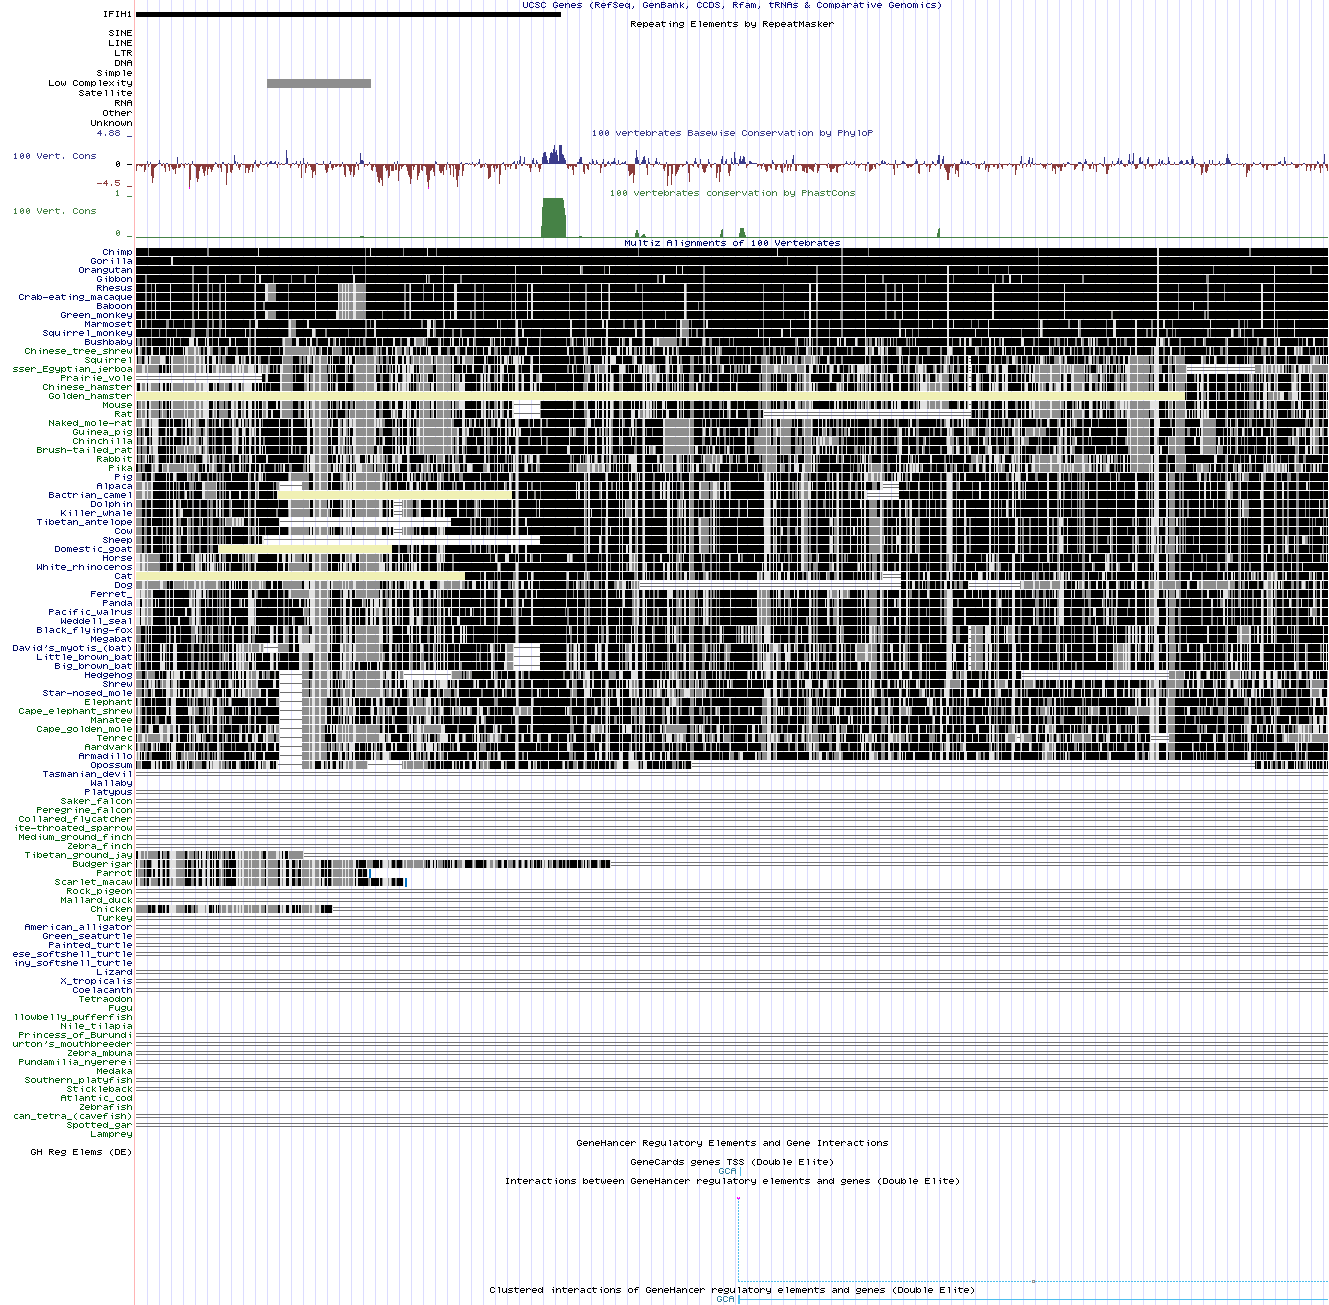 UCSC Genes (RefSeq, GenBank, CCDS, Rfam, tRNAs & Comparative Genomics)
IFIH1
Repeating Elements by RepeatMasker
SINE
LINE
LTR
DNA
Simple
Low Complexity
Satellite
RNA
Other
Unknown
4.88 _
100 vertebrates Basewise Conservation by PhyloP
100 Vert. Cons
0 _
-4.5 _
100 vertebrates conservation by PhastCons
1 _
100 Vert. Cons
0 _
Multiz Alignments of 100 Vertebrates
Chimp
Gorilla
Orangutan
Gibbon
Rhesus
Crab-eating_macaque
Baboon
Green_monkey
Marmoset
Squirrel_monkey
Bushbaby
Chinese_tree_shrew
Squirrel
sser_Egyptian_jerboa
Prairie_vole
Chinese_hamster
Golden_hamster
Mouse
Rat
Naked_mole-rat
Guinea_pig
Chinchilla
Brush-tailed_rat
Rabbit
Pika
Pig
Alpaca
Bactrian_camel
Dolphin
Killer_whale
Tibetan_antelope
Cow
Sheep
Domestic_goat
Horse
White_rhinoceros
Cat
Dog
Ferret_
Panda
Pacific_walrus
Weddell_seal
Black_flying-fox
Megabat
David's_myotis_(bat)
Little_brown_bat
Big_brown_bat
Hedgehog
Shrew
Star-nosed_mole
Elephant
Cape_elephant_shrew
Manatee
Cape_golden_mole
Tenrec
Aardvark
Armadillo
Opossum
Tasmanian_devil
Wallaby
Platypus
Saker_falcon
Peregrine_falcon
Collared_flycatcher
ite-throated_sparrow
Medium_ground_finch
Zebra_finch
Tibetan_ground_jay
Budgerigar
Parrot
Scarlet_macaw
Rock_pigeon
Mallard_duck
Chicken
Turkey
American_alligator
Green_seaturtle
Painted_turtle
ese_softshell_turtle
iny_softshell_turtle
Lizard
X_tropicalis
Coelacanth
Tetraodon
Fugu
llowbelly_pufferfish
Nile_tilapia
Princess_of_Burundi
urton's_mouthbreeder
Zebra_mbuna
Pundamilia_nyererei
Medaka
Southern_platyfish
Stickleback
Atlantic_cod
Zebrafish
can_tetra_(cavefish)
Spotted_gar
Lamprey
GeneHancer Regulatory Elements and Gene Interactions
GH Reg Elems (DE)
GeneCards genes TSS (Double Elite)
GCA
Interactions between GeneHancer regulatory elements and genes (Double Elite)
Clustered interactions of GeneHancer regulatory elements and genes (Double Elite)
GCA